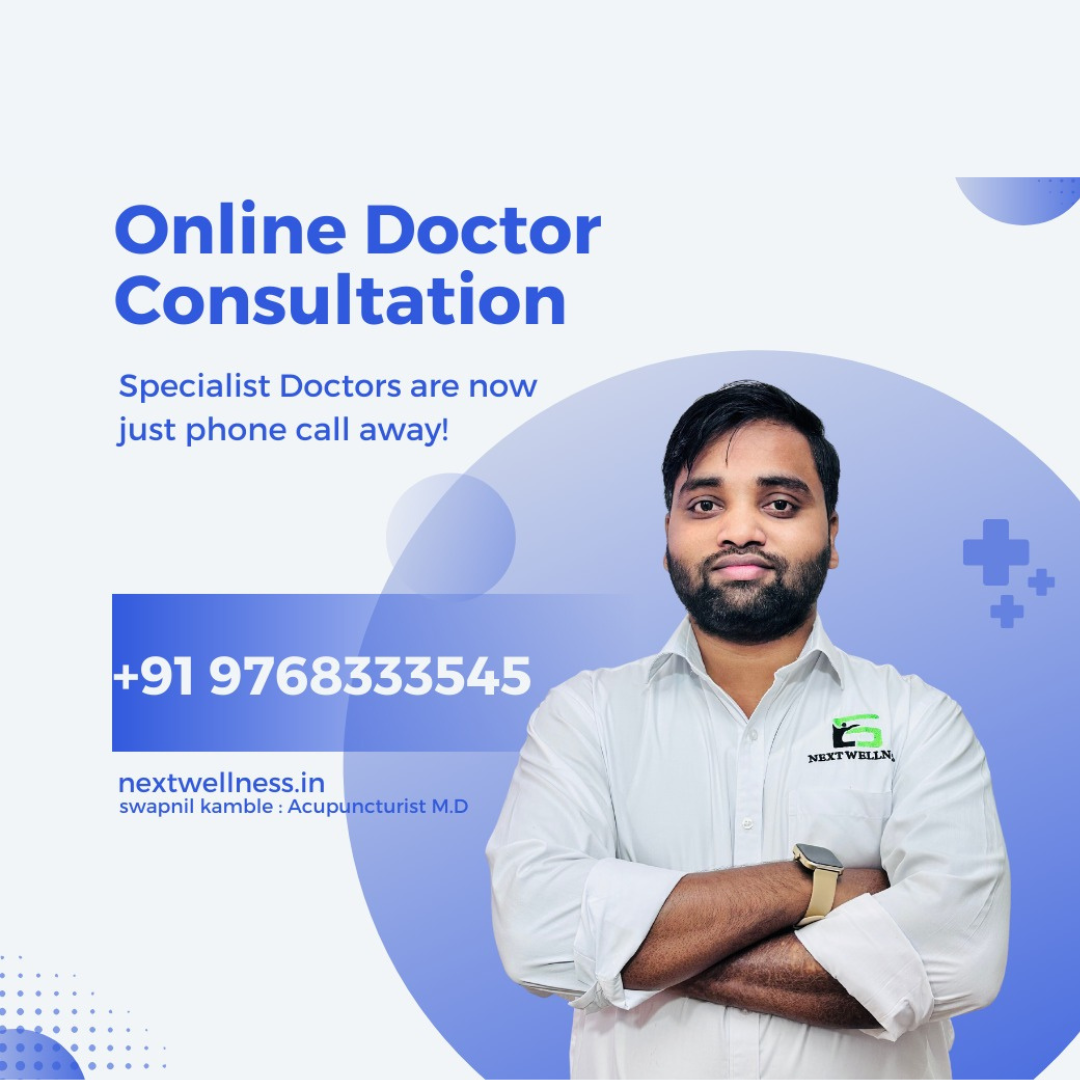 Online Doctor
Consultation
Specialist Doctors are now
just phone call away!
+91 9768333545
nextwellness.in
swapnil kamble : Acupuncturist M.D
NEXT WELLN